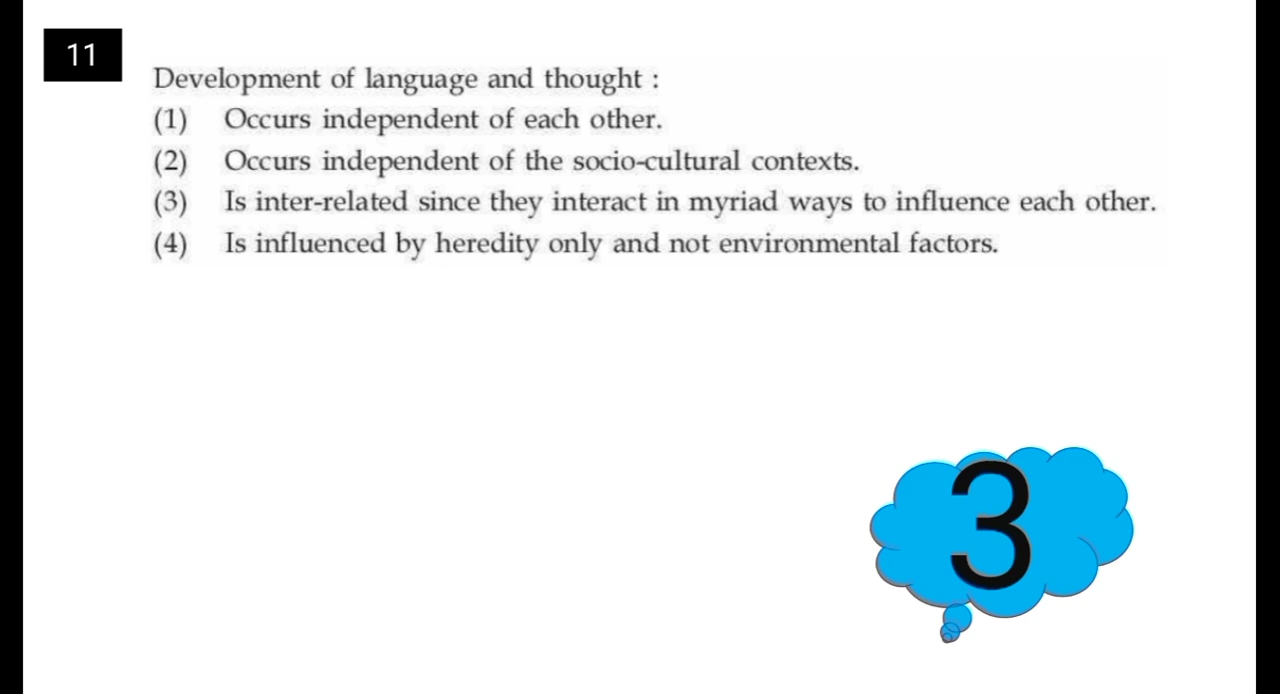 11
Development of language and thought :
(1) Occurs independent of each other.
(2) Occurs independent of the socio-cultural contexts.
(3) Is inter-related since they interact in myriad ways to influence each other.
(4) Is influenced by heredity only and not environmental factors.
3